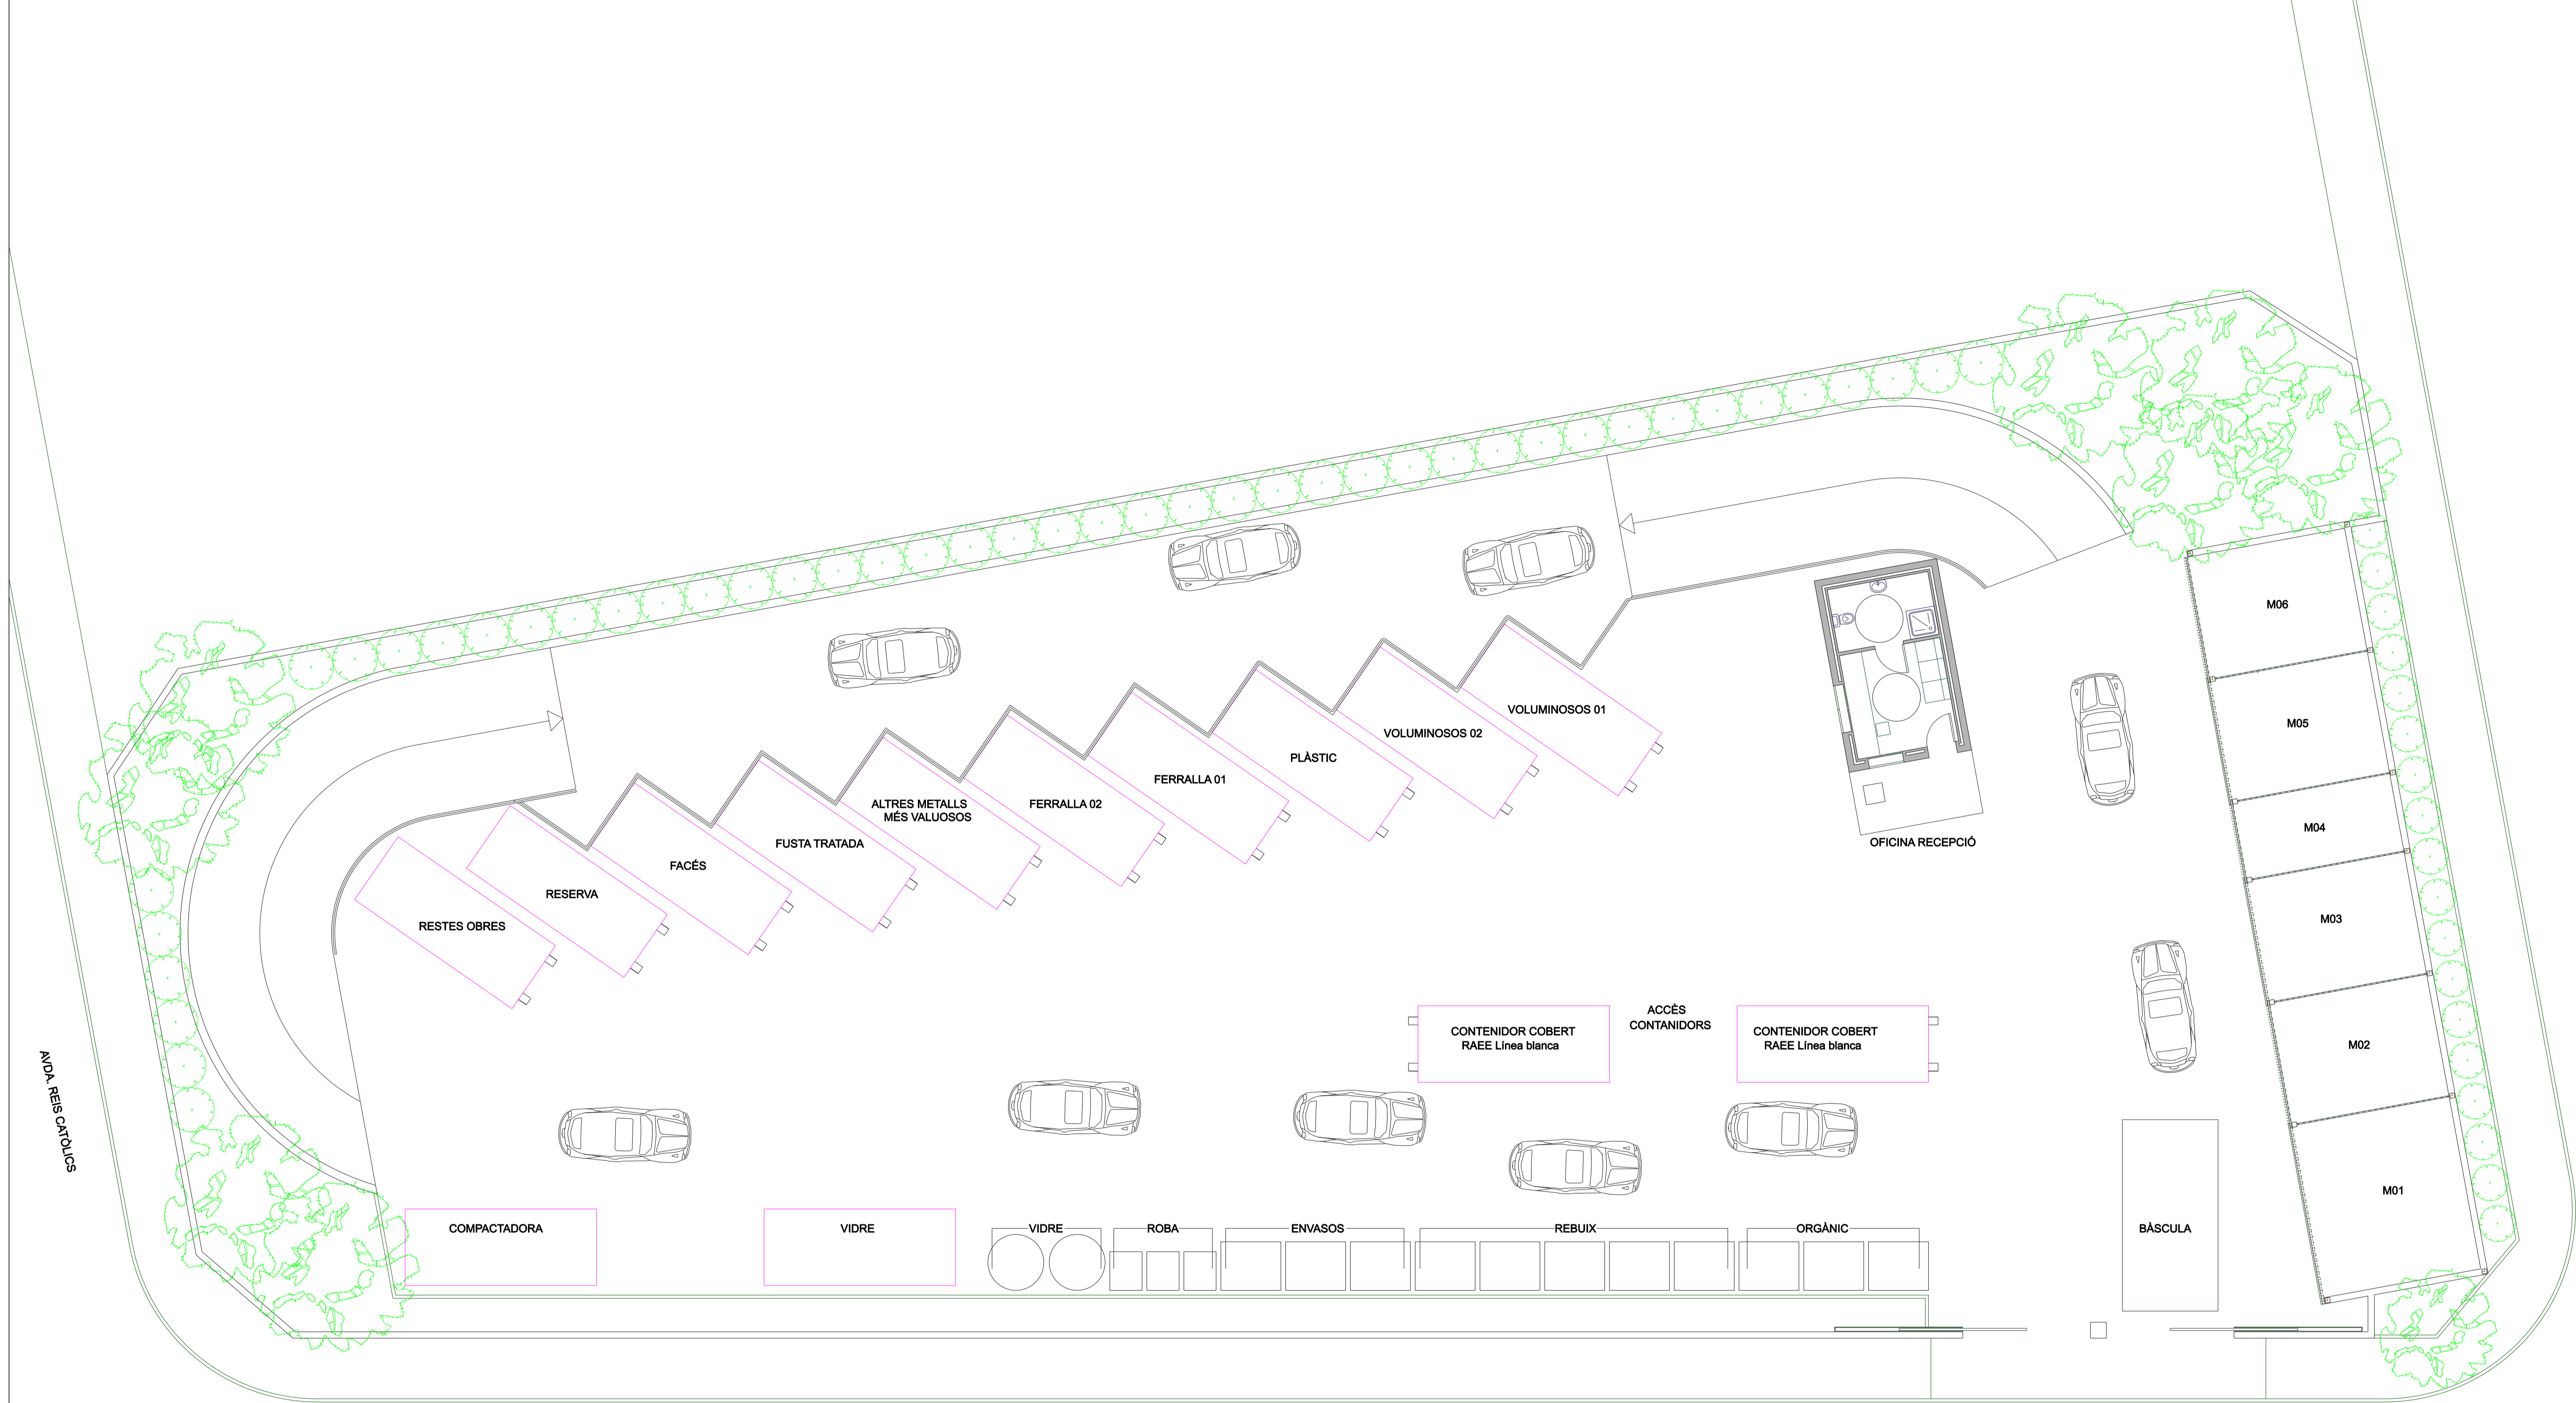 M06
M05
M04
M03
M02
M01
VOLUMINOSOS 01
VOLUMINOSOS 02
PLÀSTIC
FERRALLA 01
FERRALLA 02
ALTRES METALLS
MÉS VALUOSOS
FUSTA TRATADA
FACÉS
RESERVA
RESTES OBRES
OFICINA RECEPCIÓ
CONTENIDOR COBERT
RAEE Línea blanca
ACCÈS
CONTANIDORS
CONTENIDOR COBERT
RAEE Línea blanca
AVDA. REIS CATÒLICS
COMPACTADORA
VIDRE
VIDRE
ROBA
ENVASOS
REBUIX
ORGÀNIC
BÀSCULA